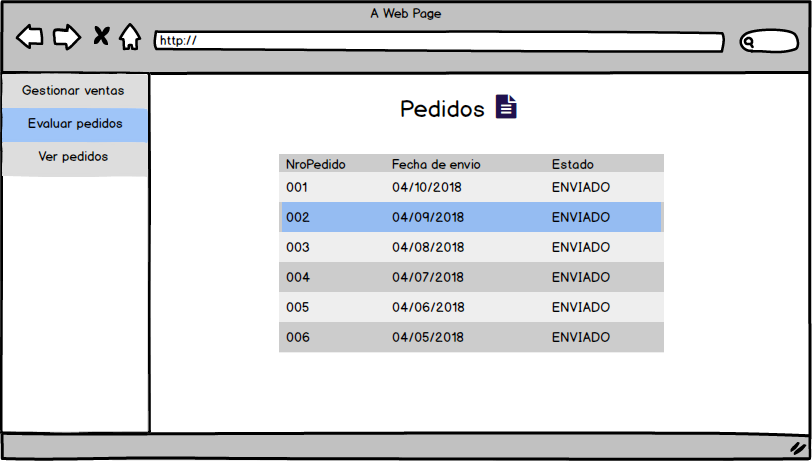 A Web Page
http://
Gestionar ventas
Evaluar pedidos
Ver pedidos
Pedidos
NroPedido Fecha de envio Estado
001 04/10/2018 ENVIADO
002 04/09/2018 ENVIADO
003 04/08/2018 ENVIADO
004 04/07/2018 ENVIADO
005 04/06/2018 ENVIADO
006 04/05/2018 ENVIADO